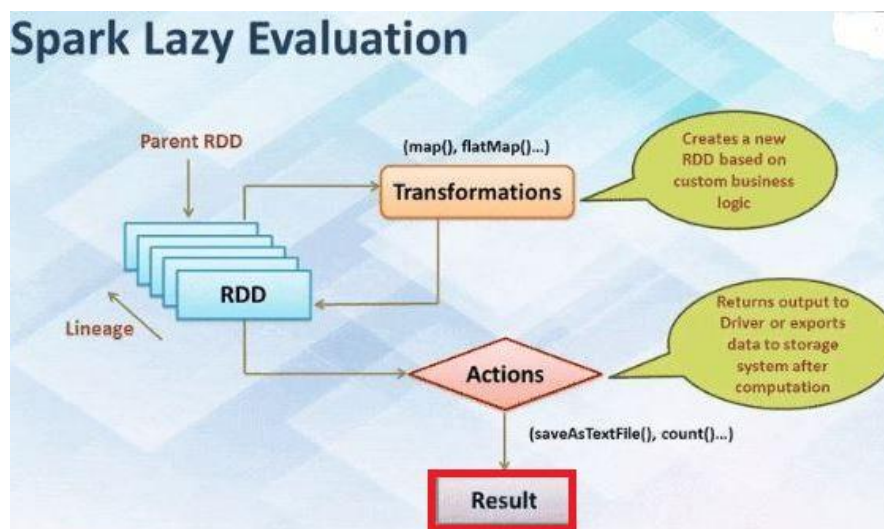 Spark Lazy Evaluation
Parent RDD
(map(), flatMap()...)
Transformations
Creates a new
RDD based on
custom business
logic
RDD
Lineage
Actions
Returns output to
Driver or exports
data to storage
system after
computation
(saveAsTextFile(), count()...)
Result